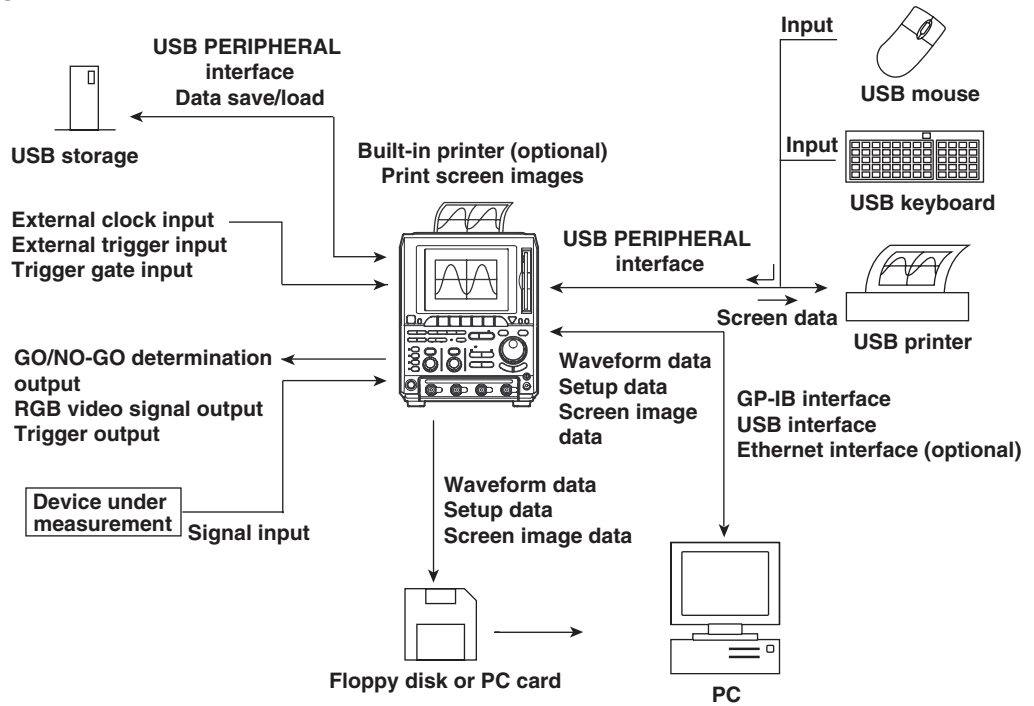 USB PERIPHERAL
interface
Data save/load
USB storage
Input
USB mouse
Input
USB keyboard
Built-in printer (optional)
Print screen images
External clock input
External trigger input
Trigger gate input
USB PERIPHERAL
interface
Screen data
USB printer
GO/NO-GO determination
output
RGB video signal output
Trigger output
Waveform data
Setup data
Screen image
data
GP-IB interface
USB interface
Ethernet interface (optional)
Device under
measurement
Signal input
Waveform data
Setup data
Screen image data
Floppy disk or PC card
PC